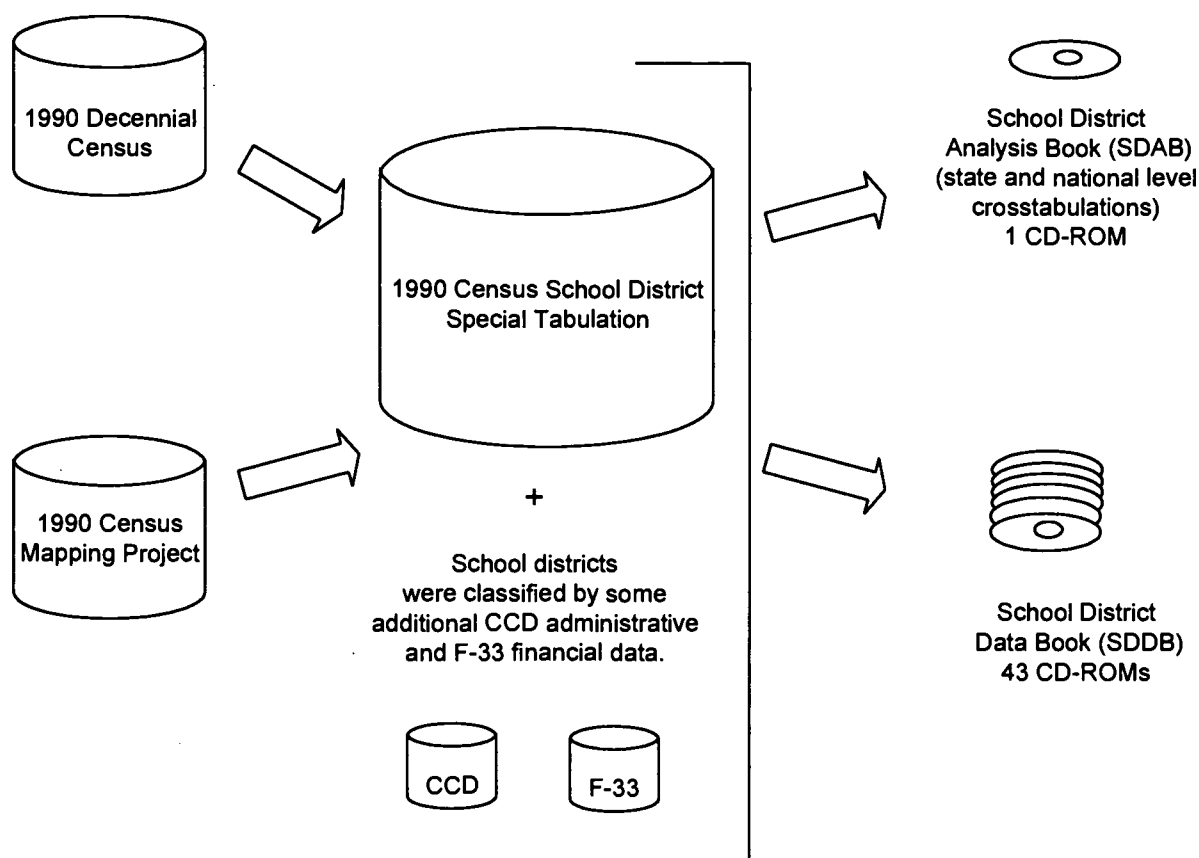 1990 Decennial
Census
1990 Census
Mapping Project
1990 Census School District
Special Tabulation
+
School districts
were classified by some
additional CCD administrative
and F-33 financial data.
CCD
F-33
School District
Analysis Book (SDAB)
(state and national level
crosstabulations)
1 CD-ROM
School District
Data Book (SDDB)
43 CD-ROMs